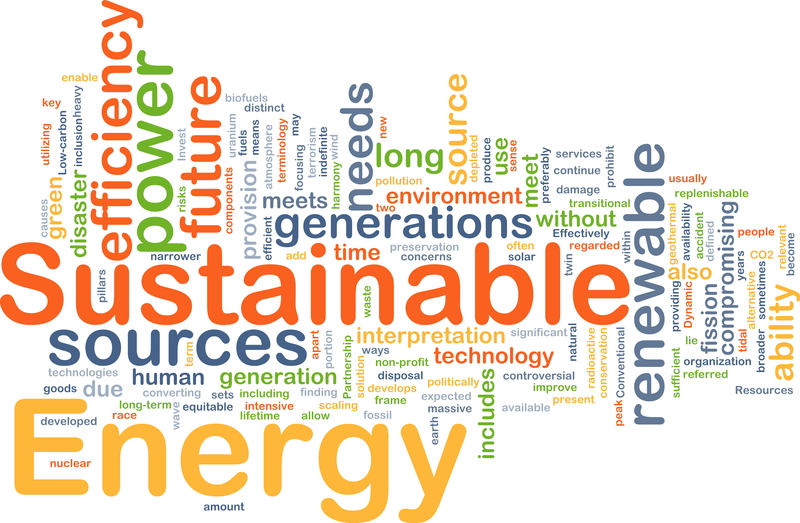 efficiency
power
future
enable
key
utilizing
Low-carbon
inclusion
heavy
causes
green
disaster
risks
Invest
components
biofuels
distinct
uranium
fuels
means
provision
efficient
atmosphere
terminology
focusing
may
terrorism
indefinite
harmony
wind
needs
new
long
source
depleted
produce
use
sense
meet
preferably
services
continue
prohibit
damage
pollution
meets
two
environment
transitional
generations
without
Effectively
renewable
usually
replenishable
narrower
add
time
preservation
concerns
often
solar
regarded
twin
within
also
geothermal
availability
accident
defined
compromising
people
years
CO2
relevant
become
pillars
Sustainable
waste
providing
Dynamic
lie
fission
tidal
alternative
broader
sometimes
ability
sources
term
apart
portion
interpretation
significant
natural
technology
radioactive
conservation
Conventional
peak
sufficient
organization
referred
Resources
technologies
goods
due
human
generation
Partnership
solution
ways
non-profit
disposal
politically
controversial
improve
present
converting
sets
including
finding
develops
frame
expected
includes
long-term
race
wave
equitable
intensive
lifetime
scaling
allow
fossil
massive
available
developed
Energy
earth
nuclear
amount